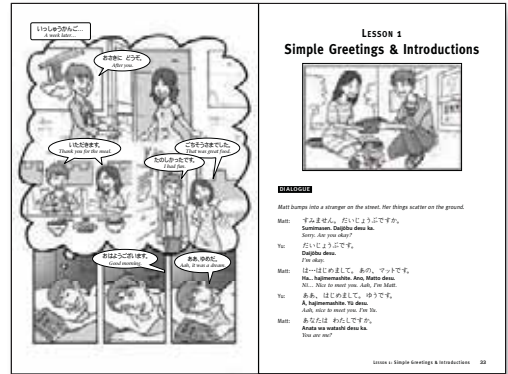 いっしゅうかんご…
A week later…
おさきに どうぞ。
After you.
いただきます。
Thank you for the meal.
ごちそうさまでした。
That was great food.
たのしかったです。
I had fun.
おはようございます。
Good morning.
ああ、ゆめだ。
Aah, it was a dream.
LESSON 1
Simple Greetings & Introductions
DIALOGUE
Matt bumps into a stranger on the street. Her things scatter on the ground.
Matt: すみません。 だいじょうぶですか。
Sumimasen. Daijōbu desu ka.
Sorry. Are you okay?
Yu: だいじょうぶです。
Daijōbu desu.
I'm okay.
Matt: は…はじめまして。 あの、 マットです。
Ha… hajimemashite. Ano, Matto desu.
Ni… Nice to meet you. Aah, I'm Matt.
Yu: ああ、 はじめまして。 ゆうです。
Ā, hajimemashite. Yū desu.
Aah, nice to meet you. I'm Yu.
Matt: あなたは わたしですか。
Anata wa watashi desu ka.
You are me?
Lesson 1: Simple Greetings & Introductions 33